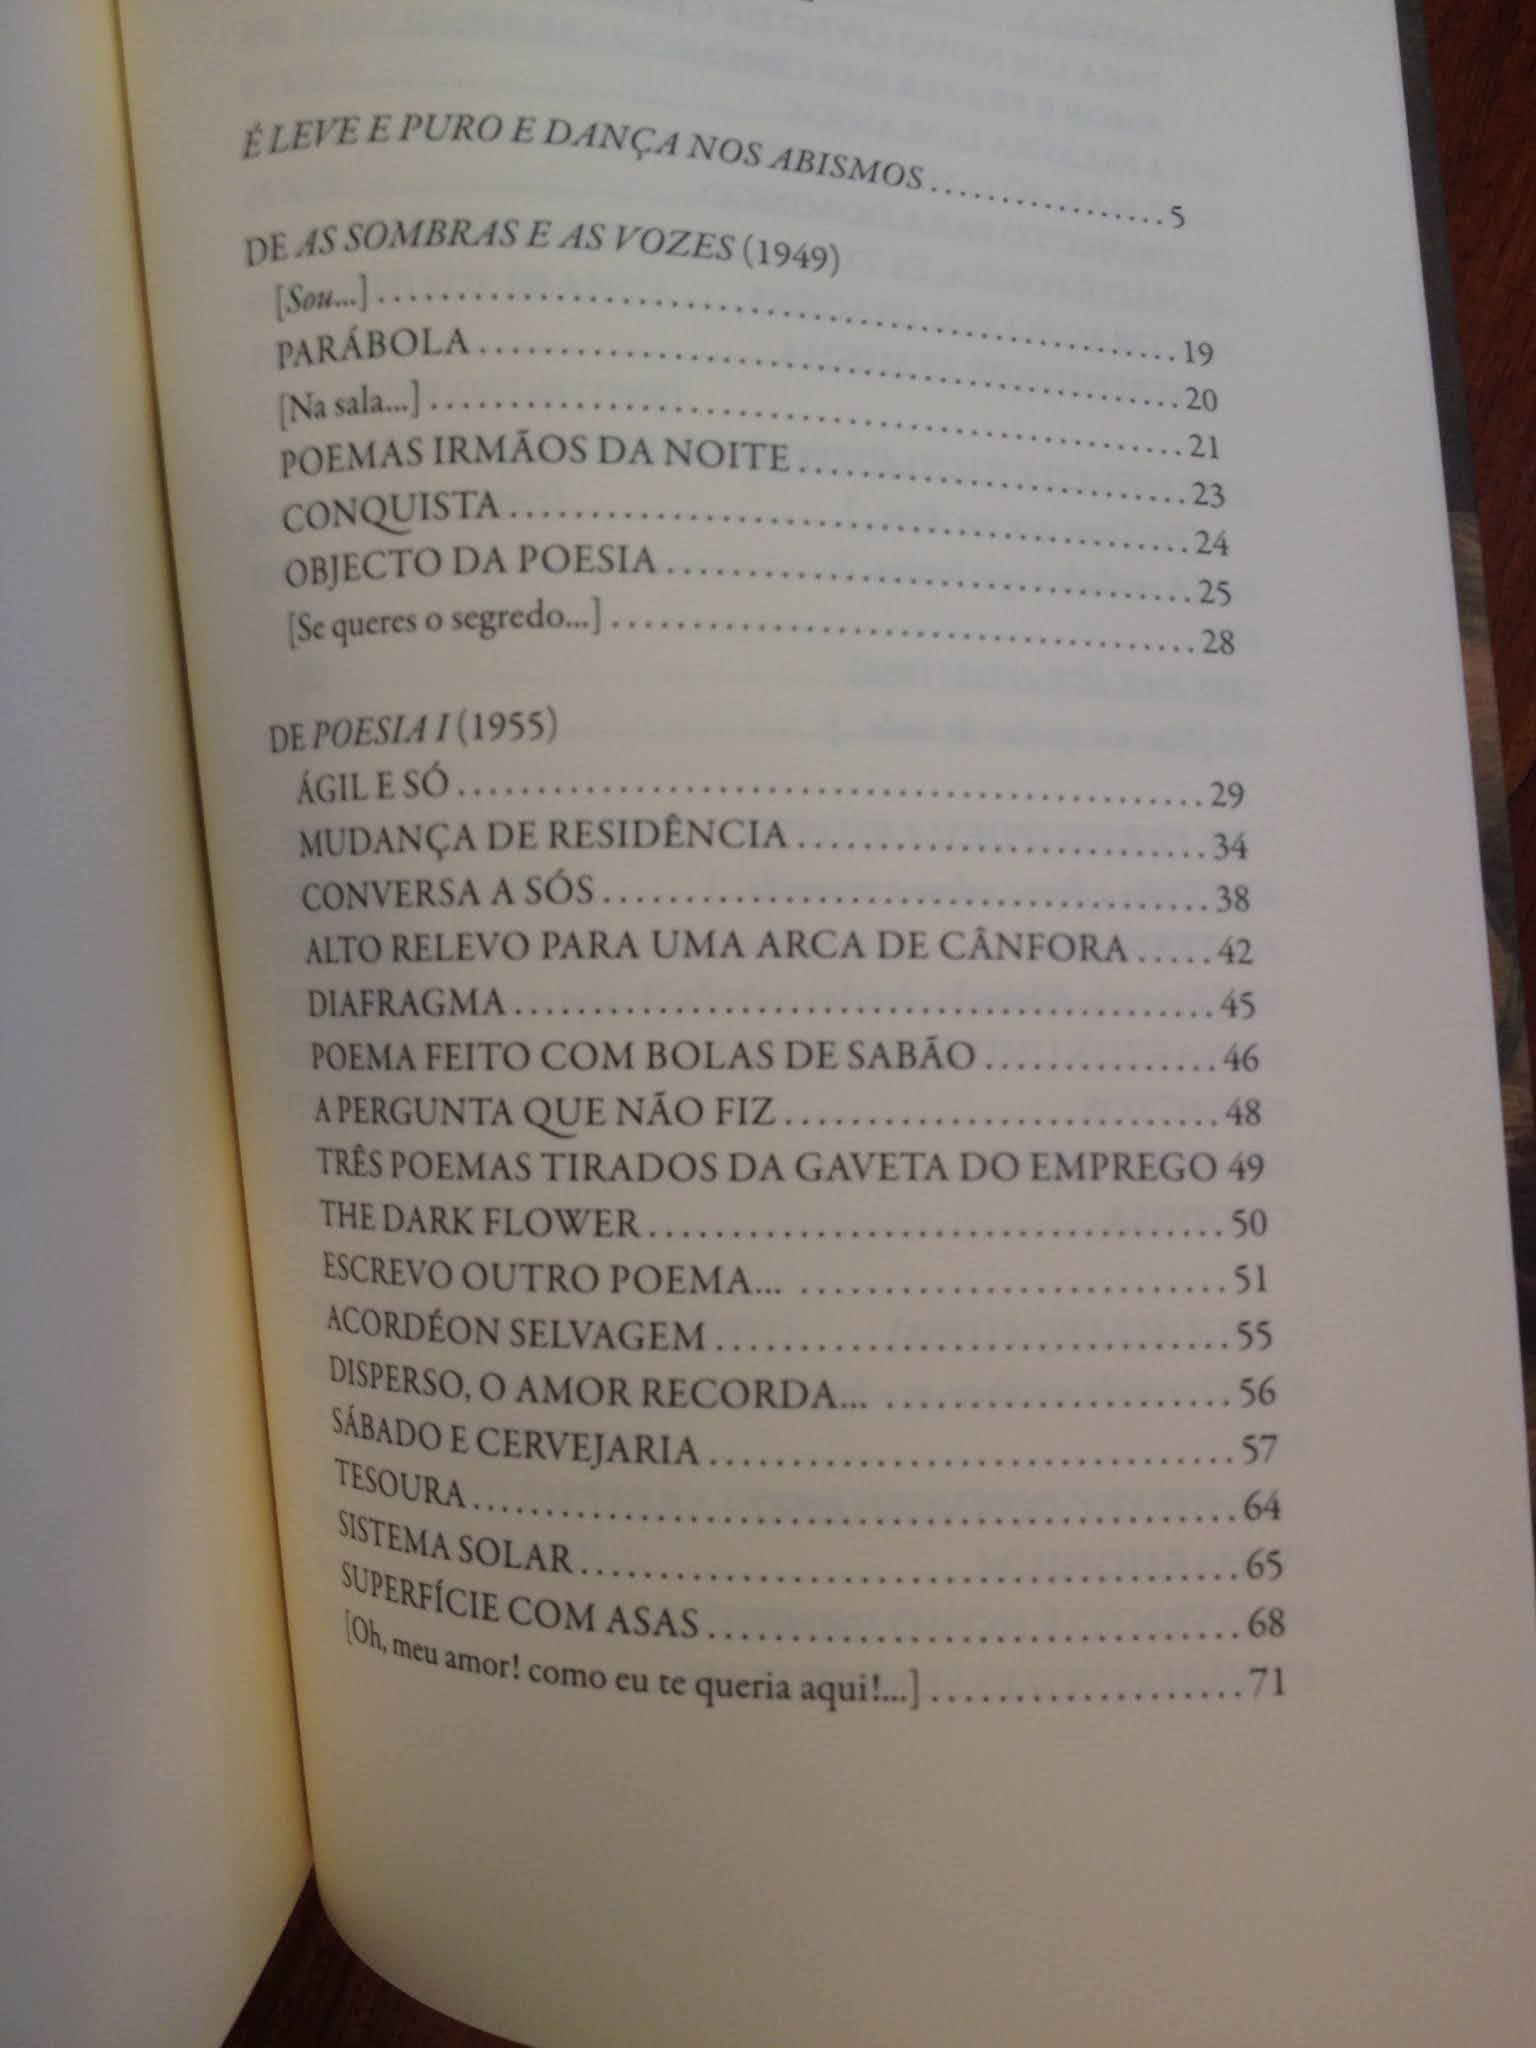 É LEVE E PURO E DANÇA NOS ABISMOS.................5
DE AS SOMBRAS E AS VOZES (1949)
[Sou...]..................................................19
PARÁBOLA..................................................20
[Na sala...]..................................................21
POEMAS IRMÃOS DA NOITE..............................23
CONQUISTA..................................................24
OBJECTO DA POESIA........................................25
[Se queres o segredo...]........................................28
DE POESIA I (1955)
ÁGIL E SÓ..................................................29
MUDANÇA DE RESIDÊNCIA..............................34
CONVERSA A SÓS........................................38
ALTO RELEVO PARA UMA ARCA DE CÂNFORA.....42
DIAFRAGMA..................................................45
POEMA FEITO COM BOLAS DE SABÃO.................46
A PERGUNTA QUE NÃO FIZ..............................48
TRÊS POEMAS TIRADOS DA GAVETA DO EMPREGO 49
THE DARK FLOWER........................................50
ESCREVO OUTRO POEMA... ..............................51
ACORDÉON SELVAGEM...................................55
DISPERSO, O AMOR RECORDA... .......................56
SÁBADO E CERVEJARIA...................................57
TESOURA..................................................64
SISTEMA SOLAR.............................................65
SUPERFÍCIE COM ASAS...................................68
[Oh, meu amor! como eu te queria aqui!...].....................71